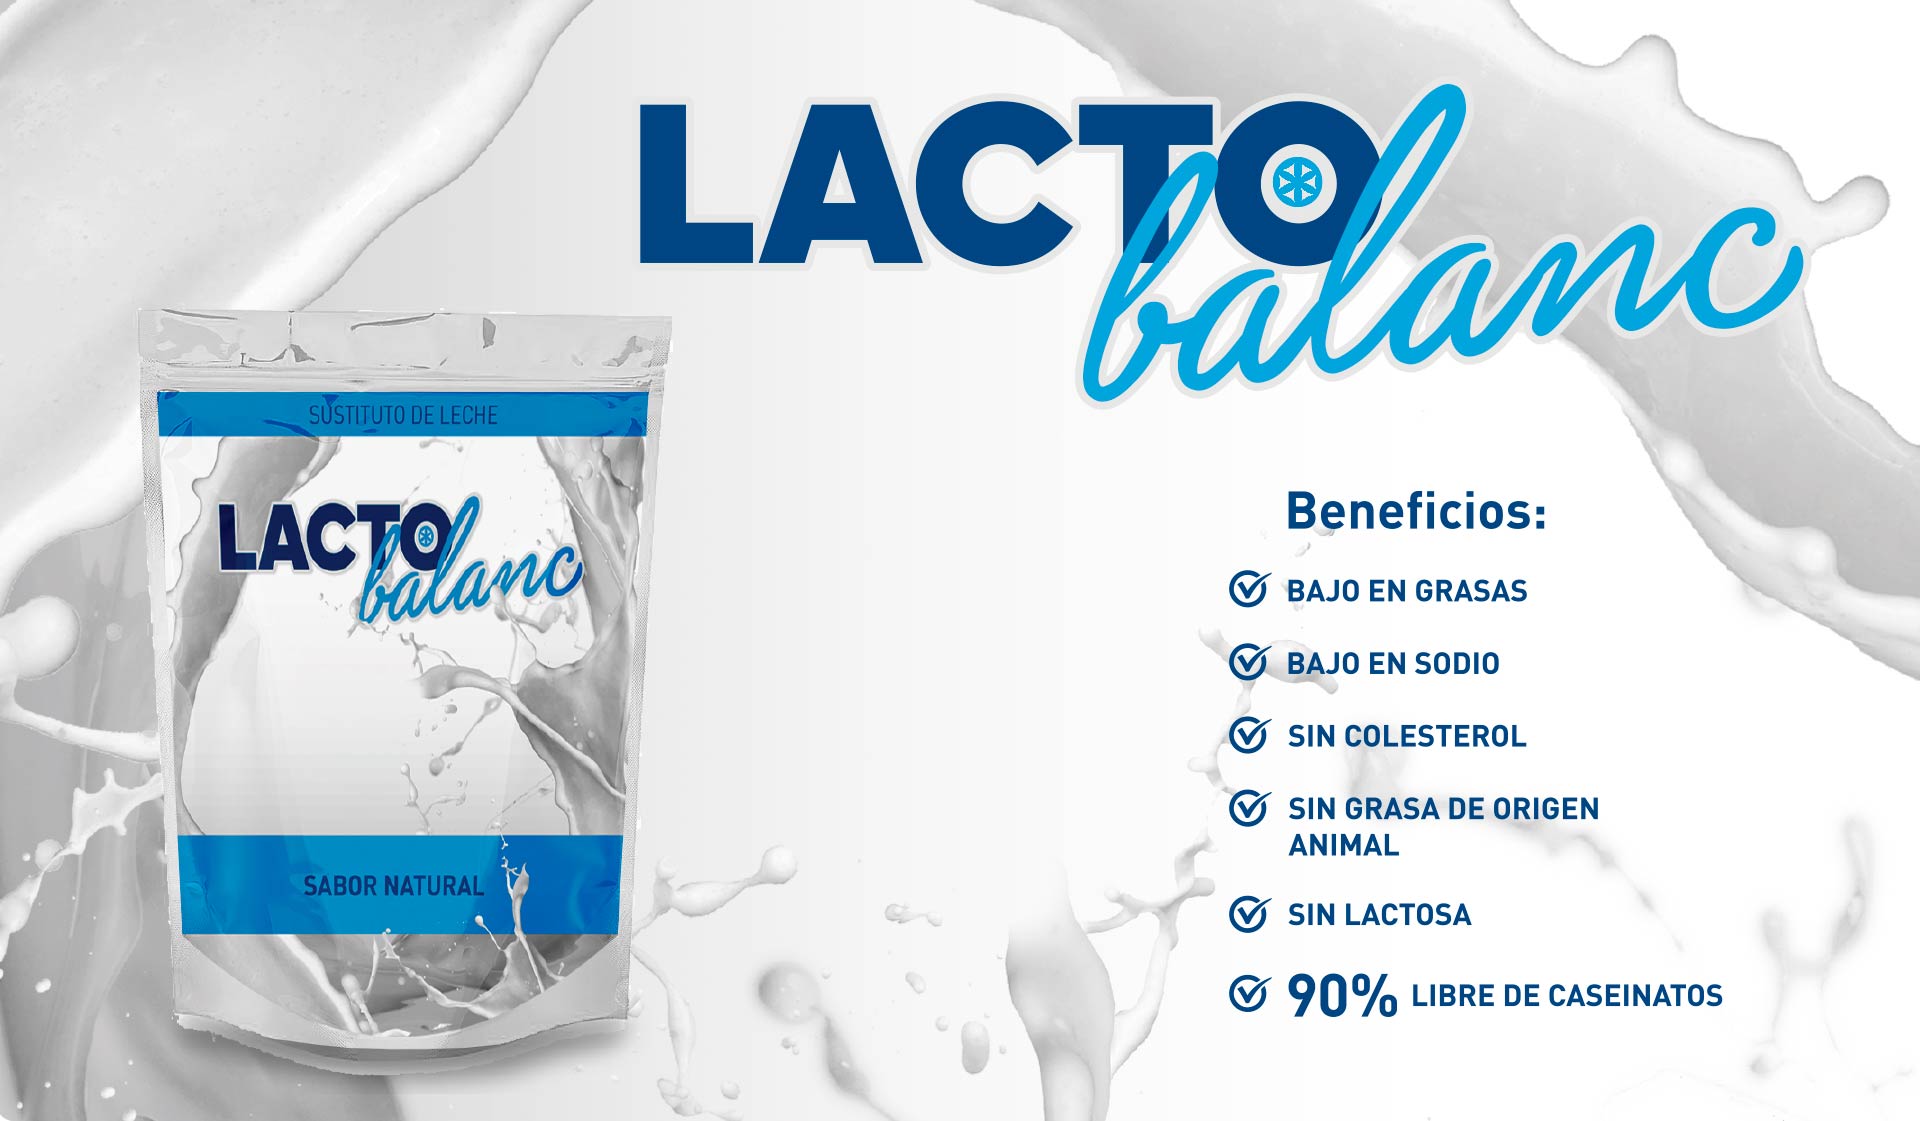 LACTO
balanc
SUSTITUTO DE LECHE
LACTO
balanc
SABOR NATURAL
Beneficios:
BAJO EN GRASAS
BAJO EN SODIO
SIN COLESTEROL
SIN GRASA DE ORIGEN
ANIMAL
SIN LACTOSA
90% LIBRE DE CASEINATOS